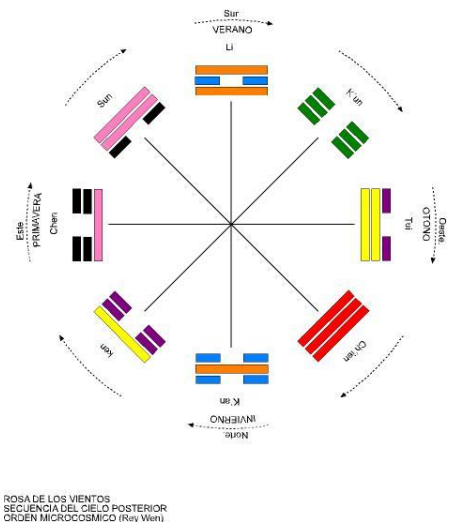 Sur
VERANO
Li
K'un
Oeste
OTOÑO
Tui
Ch'ien
K'an
INVIERNO
Norte
ken
Este
PRIMAVERA
Chen
Sun
ROSA DE LOS VIENTOS
SECUENCIA DEL CIELO POSTERIOR
ORDEN MICROCOSMICO (Rey Wen)